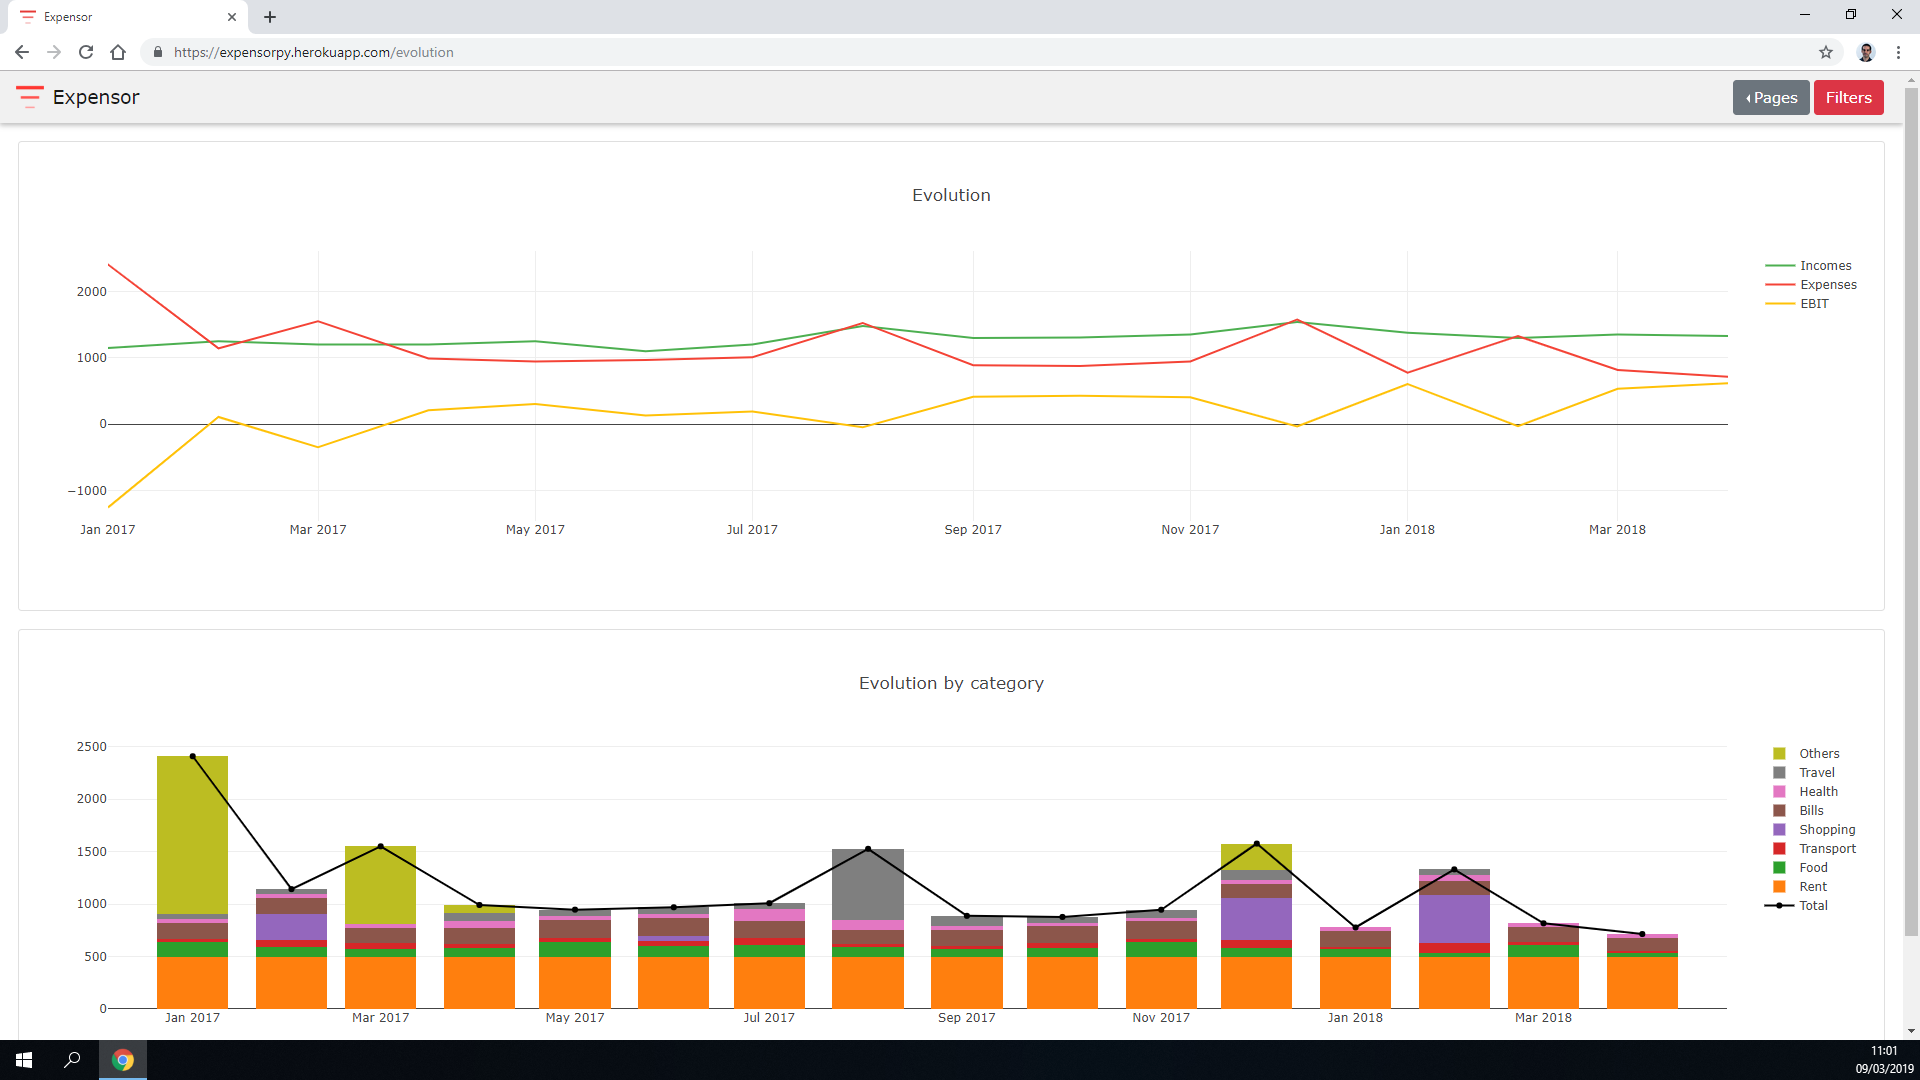 Expensor
https://expensorpy.herokuapp.com/evolution
Expensor
Pages
Filters
Evolution
2000
1000
0
−1000
Jan 2017
Mar 2017
May 2017
Jul 2017
Sep 2017
Nov 2017
Jan 2018
Mar 2018
Incomes
Expenses
EBIT
Evolution by category
2500
2000
1500
1000
500
0
Jan 2017
Mar 2017
May 2017
Jul 2017
Sep 2017
Nov 2017
Jan 2018
Mar 2018
Others
Travel
Health
Bills
Shopping
Transport
Food
Rent
Total
11:01
09/03/2019